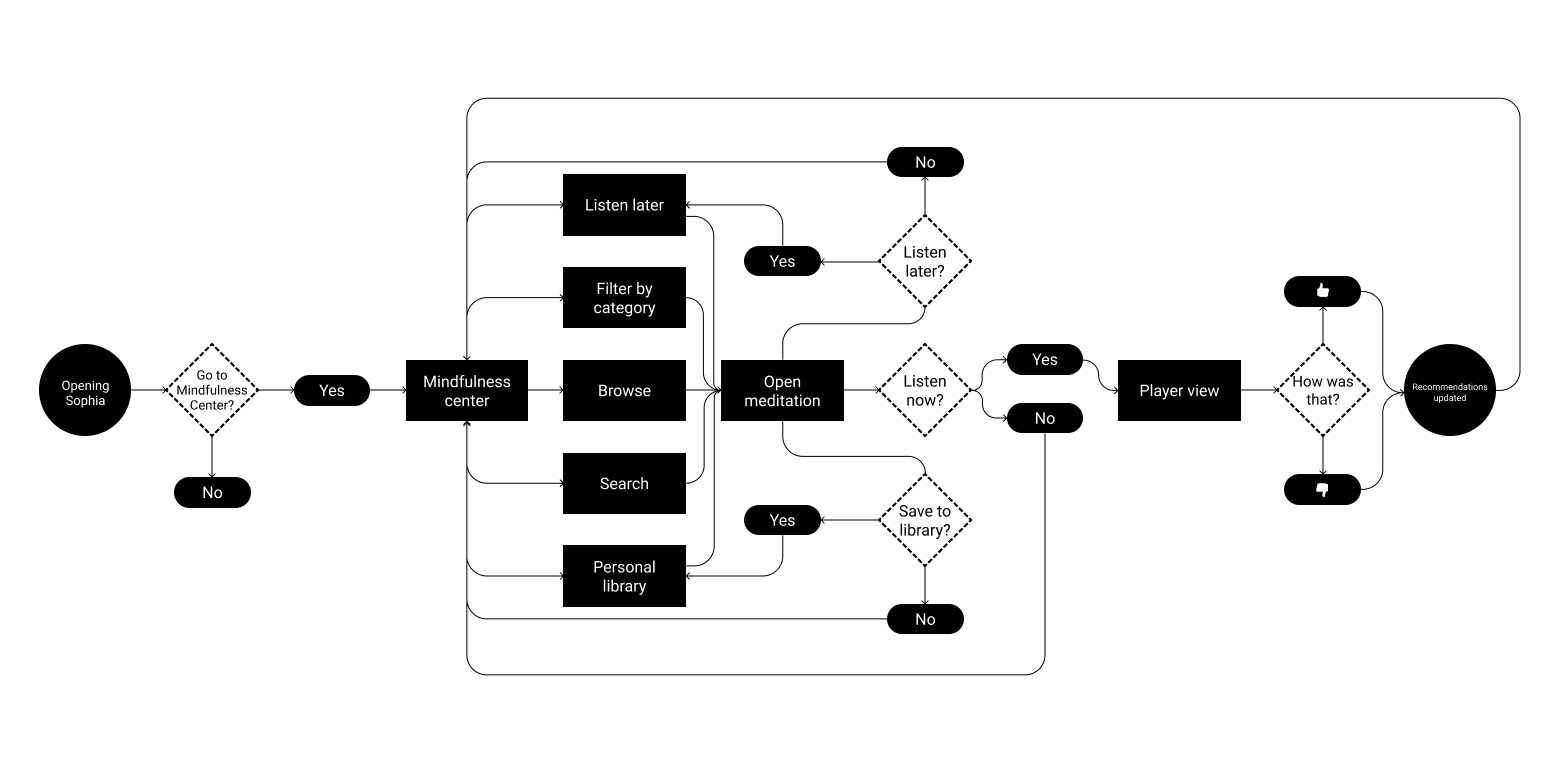 Opening
Sophia
Go to
Mindfulness
Center?
Yes
No
Mindfulness
center
Listen later
Filter by
category
Browse
Search
Personal
library
Open
meditation
No
Listen
later?
Yes
Listen
now?
Yes
No
Save to
library?
Yes
No
Player view
How was
that?
Recommendations
updated